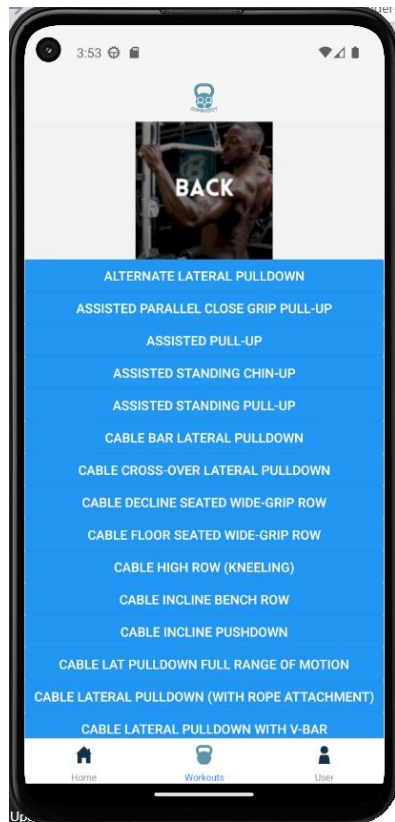 3:53
BACK
ALTERNATE LATERAL PULLDOWN
ASSISTED PARALLEL CLOSE GRIP PULL-UP
ASSISTED PULL-UP
ASSISTED STANDING CHIN-UP
ASSISTED STANDING PULL-UP
CABLE BAR LATERAL PULLDOWN
CABLE CROSS-OVER LATERAL PULLDOWN
CABLE DECLINE SEATED WIDE-GRIP ROW
CABLE FLOOR SEATED WIDE-GRIP ROW
CABLE HIGH ROW (KNEELING)
CABLE INCLINE BENCH ROW
CABLE INCLINE PUSHDOWN
CABLE LAT PULLDOWN FULL RANGE OF MOTION
CABLE LATERAL PULLDOWN (WITH ROPE ATTACHMENT)
CABLE LATERAL PULLDOWN WITH V-BAR
Home Workouts User